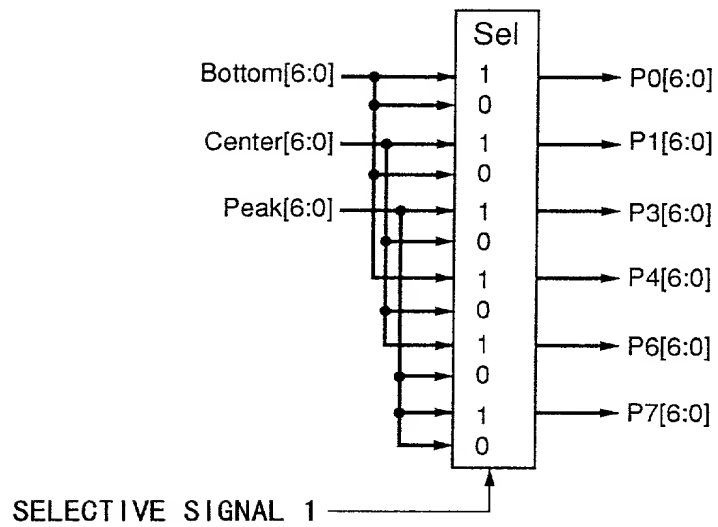 Sel
Bottom[6:0] 1 P0[6:0]
0
Center[6:0] 1 P1[6:0]
0
Peak[6:0] 1 P3[6:0]
0
1 P4[6:0]
0
1 P6[6:0]
0
1 P7[6:0]
0
SELECTIVE SIGNAL 1